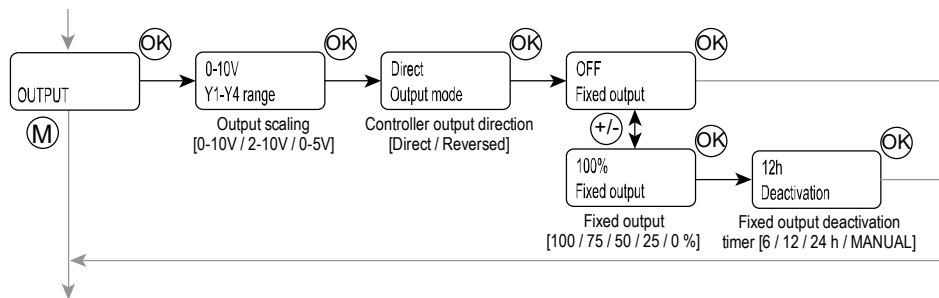 OK
OK
OK
OK
OUTPUT
0-10V
Y1-Y4 range
Direct
Output mode
OFF
Fixed output
M
Output scaling
[0-10V / 2-10V / 0-5V]
Controller output direction
[Direct / Reversed]
+/-
OK
OK
100%
Fixed output
12h
Deactivation
Fixed output
[100 / 75 / 50 / 25 / 0 %]
Fixed output deactivation
timer [6 / 12 / 24 h / MANUAL]